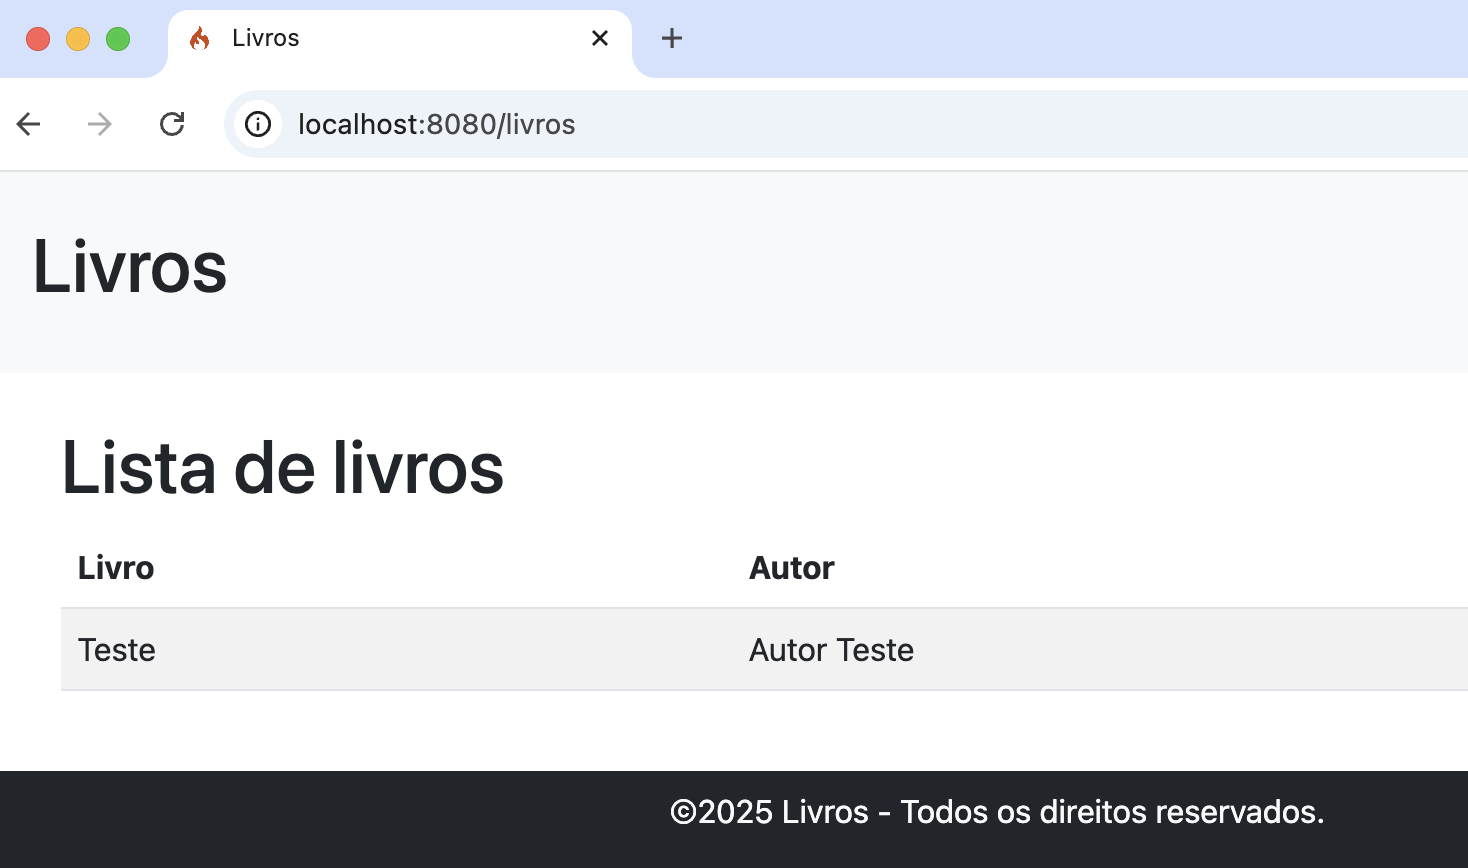 Livros
localhost:8080/livros
Livros
Lista de livros
Livro Autor
Teste Autor Teste
©2025 Livros - Todos os direitos reservados.